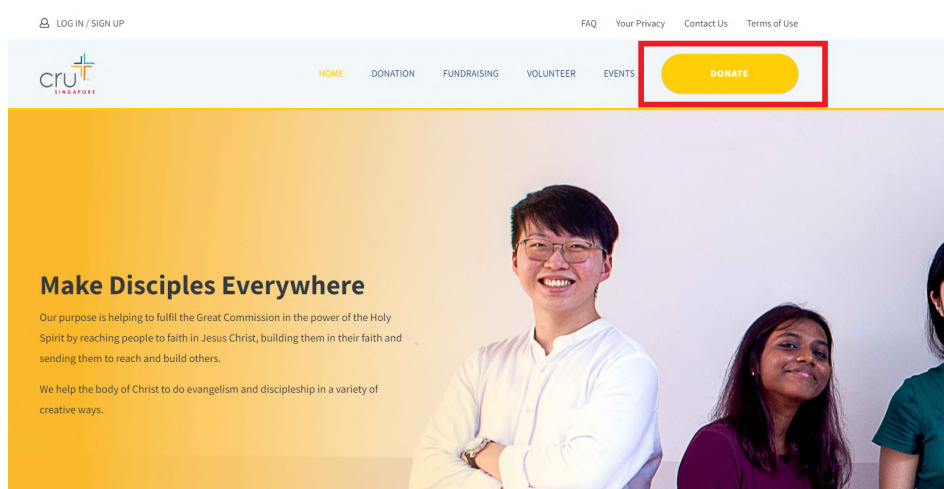 LOG IN / SIGN UP
FAQ Your Privacy Contact Us Terms of Use
cru
SINGAPORE
HOME DONATION FUNDRAISING VOLUNTEER EVENTS DONATE
Make Disciples Everywhere
Our purpose is helping to fulfil the Great Commission in the power of the Holy
Spirit by reaching people to faith in Jesus Christ, building them in their faith and
sending them to reach and build others.
We help the body of Christ to do evangelism and discipleship in a variety of
creative ways.